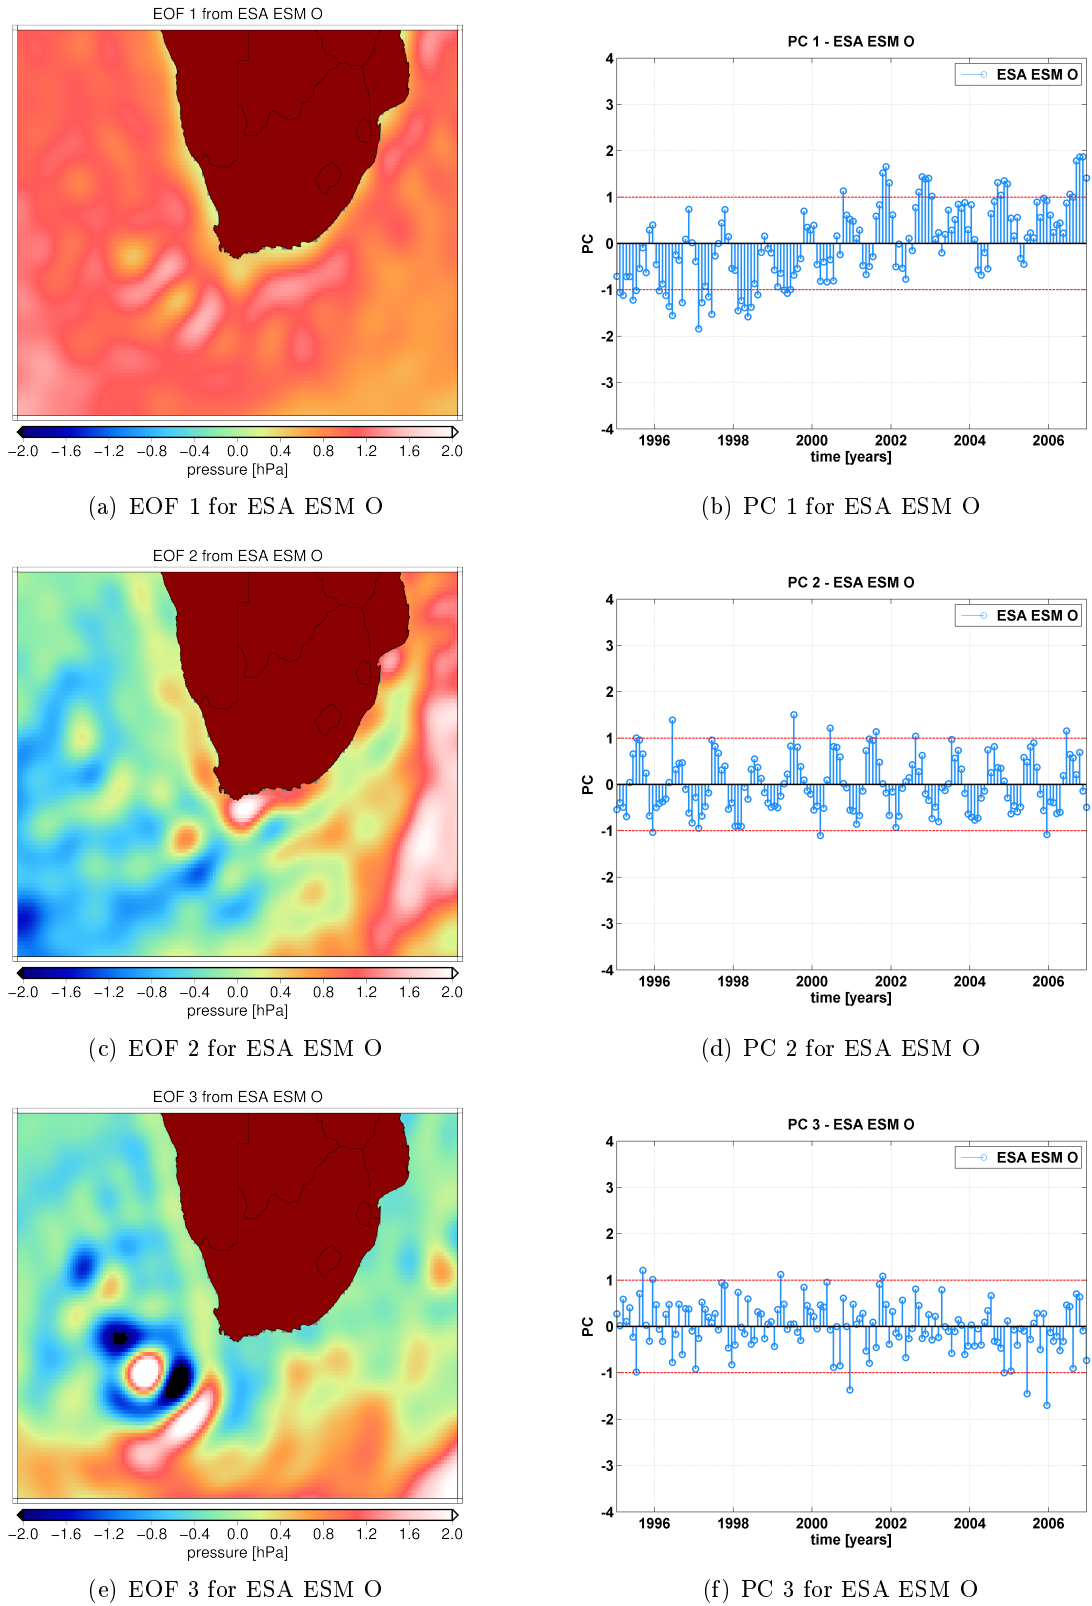 EOF 1 from ESA ESM O
−2.0 −1.6 −1.2 −0.8 −0.4 0.0 0.4 0.8 1.2 1.6 2.0
pressure [hPa]
(a) EOF 1 for ESA ESM O
PC 1 - ESA ESM O
ESA ESM O
4
3
2
1
0
-1
-2
-3
-4
PC
1996 1998 2000 2002 2004 2006
time [years]
(b) PC 1 for ESA ESM O
EOF 2 from ESA ESM O
−2.0 −1.6 −1.2 −0.8 −0.4 0.0 0.4 0.8 1.2 1.6 2.0
pressure [hPa]
(c) EOF 2 for ESA ESM O
PC 2 - ESA ESM O
ESA ESM O
4
3
2
1
0
-1
-2
-3
-4
PC
1996 1998 2000 2002 2004 2006
time [years]
(d) PC 2 for ESA ESM O
EOF 3 from ESA ESM O
−2.0 −1.6 −1.2 −0.8 −0.4 0.0 0.4 0.8 1.2 1.6 2.0
pressure [hPa]
(e) EOF 3 for ESA ESM O
PC 3 - ESA ESM O
ESA ESM O
4
3
2
1
0
-1
-2
-3
-4
PC
1996 1998 2000 2002 2004 2006
time [years]
(f) PC 3 for ESA ESM O